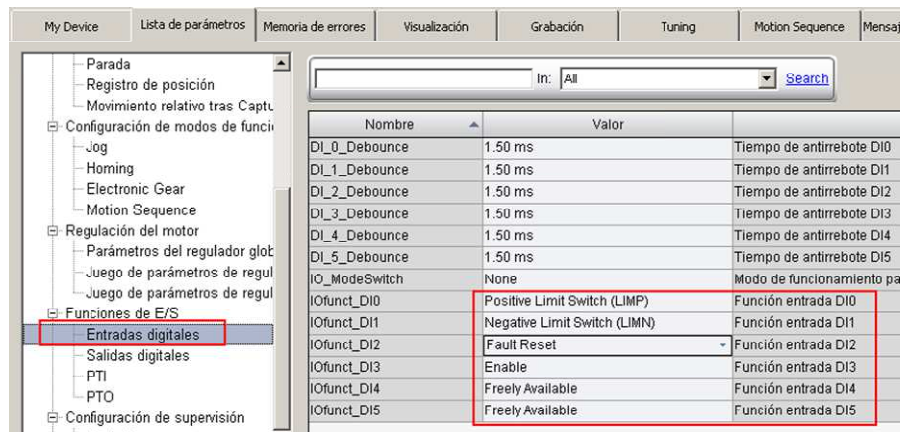 My Device Lista de parámetros Memoria de errores Visualización Grabación Tuning Motion Sequence Mensaj
Parada
Registro de posición
Movimiento relativo tras Captu
Configuración de modos de funci
Jog
Homing
Electronic Gear
Motion Sequence
Regulación del motor
Parámetros del regulador glob
Juego de parámetros de regul
Juego de parámetros de regul
Funciones de E/S
Entradas digitales
Salidas digitales
PTI
PTO
Configuración de supervisión
In: All Search
Nombre Valor
DI_0_Debounce 1.50 ms Tiempo de antirrebote DI0
DI_1_Debounce 1.50 ms Tiempo de antirrebote DI1
DI_2_Debounce 1.50 ms Tiempo de antirrebote DI2
DI_3_Debounce 1.50 ms Tiempo de antirrebote DI3
DI_4_Debounce 1.50 ms Tiempo de antirrebote DI4
DI_5_Debounce 1.50 ms Tiempo de antirrebote DI5
IO_ModeSwitch None Modo de funcionamiento pa
IOfunct_DI0 Positive Limit Switch (LIMP) Función entrada DI0
IOfunct_DI1 Negative Limit Switch (LIMN) Función entrada DI1
IOfunct_DI2 Fault Reset Función entrada DI2
IOfunct_DI3 Enable Función entrada DI3
IOfunct_DI4 Freely Available Función entrada DI4
IOfunct_DI5 Freely Available Función entrada DI5